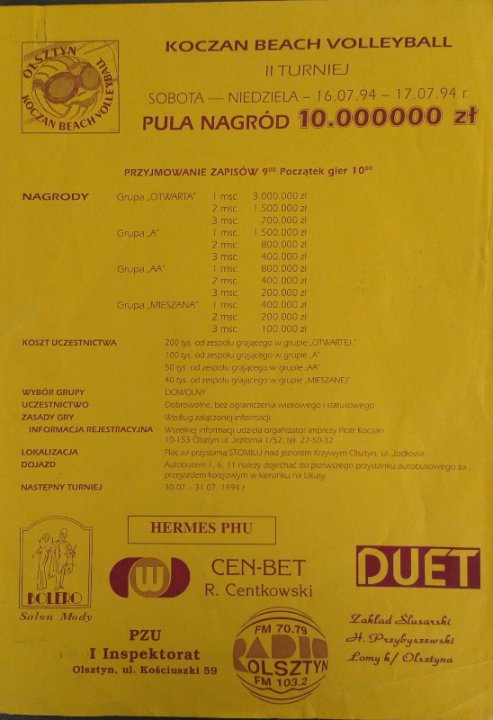 OLSZTYN
KOCZAN BEACH VOLLEYBALL
KOCZAN BEACH VOLLEYBALL
II TURNIEJ
SOBOTA — NIEDZIELA – 16.07.94 – 17.07.94 r.
PULA NAGRÓD 10.000000 zł
PRZYJMOWANIE ZAPISÓW 9⁰⁰ Początek gier 10⁰⁰
NAGRODY Grupa „OTWARTA" 1 msc. 3.000.000 zł
2 msc. 1.500.000 zł
3 msc. 700.000 zł
Grupa „A" 1 msc. 1.500.000 zł
2 msc. 800.000 zł
3 msc. 400.000 zł
Grupa „AA" 1 msc. 800.000 zł
2 msc. 400.000 zł
3 msc. 200.000 zł
Grupa „MIESZANA" 1 msc. 400.000 zł
2 msc. 200.000 zł
3 msc. 100.000 zł
KOSZT UCZESTNICTWA 200 tys. od zespołu grającego w grupie „OTWARTEJ"
100 tys. od zespołu grającego w grupie „A"
50 tys. od zespołu grającego w grupie „AA"
40 tys. od zespołu grającego w grupie „MIESZANEJ"
WYBÓR GRUPY DOWOLNY
UCZESTNICTWO Dobrowolne, bez ograniczenia wiekowego i statusowego
ZASADY GRY Według załączonej informacji
INFORMACJA REJESTRACYJNA Wszelkiej informacji udziela organizator imprezy Piotr Koczan
10-153 Olsztyn ul. Jeziorna 1/52, tel. 27-50-32
LOKALIZACJA Plac za przystanią STOMILU nad Jeziorem Krzywym Olsztyn, ul. Jodłowa
DOJAZD Autobusem 1, 6, 11 należy dojechać do pierwszego przystanku autobusowego za
przejazdem kolejowym w kierunku na Likusy
NASTĘPNY TURNIEJ 30.07 – 31.07. 1994 r.
HERMES PHU
BOLERO
Salon Mody
W
CEN-BET
R. Centkowski
DUET
PZU
I Inspektorat
Olsztyn, ul. Kościuszki 59
FM 70.79
RADIO
OLSZTYN
FM 103.2
Zakład Ślusarski
H. Przybyszewski
Łomy k/ Olsztyna